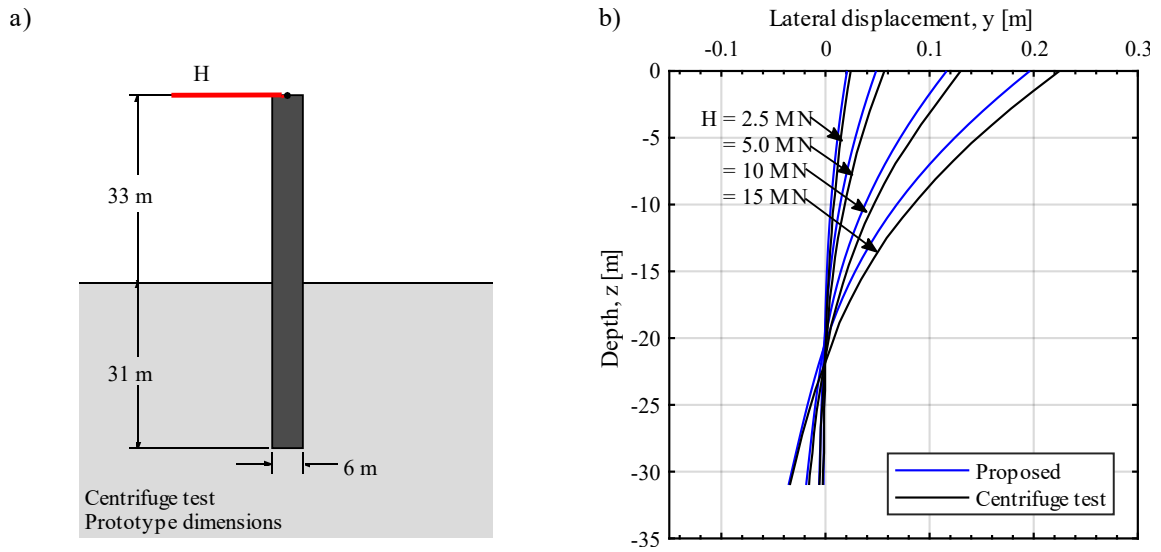 a)
H
33 m
31 m
6 m
Centrifuge test
Prototype dimensions
b)
Lateral displacement, y [m]
-0.1 0 0.1 0.2 0.3
Depth, z [m]
0
-5
-10
-15
-20
-25
-30
-35
H = 2.5 MN
= 5.0 MN
= 10 MN
= 15 MN
Proposed
Centrifuge test